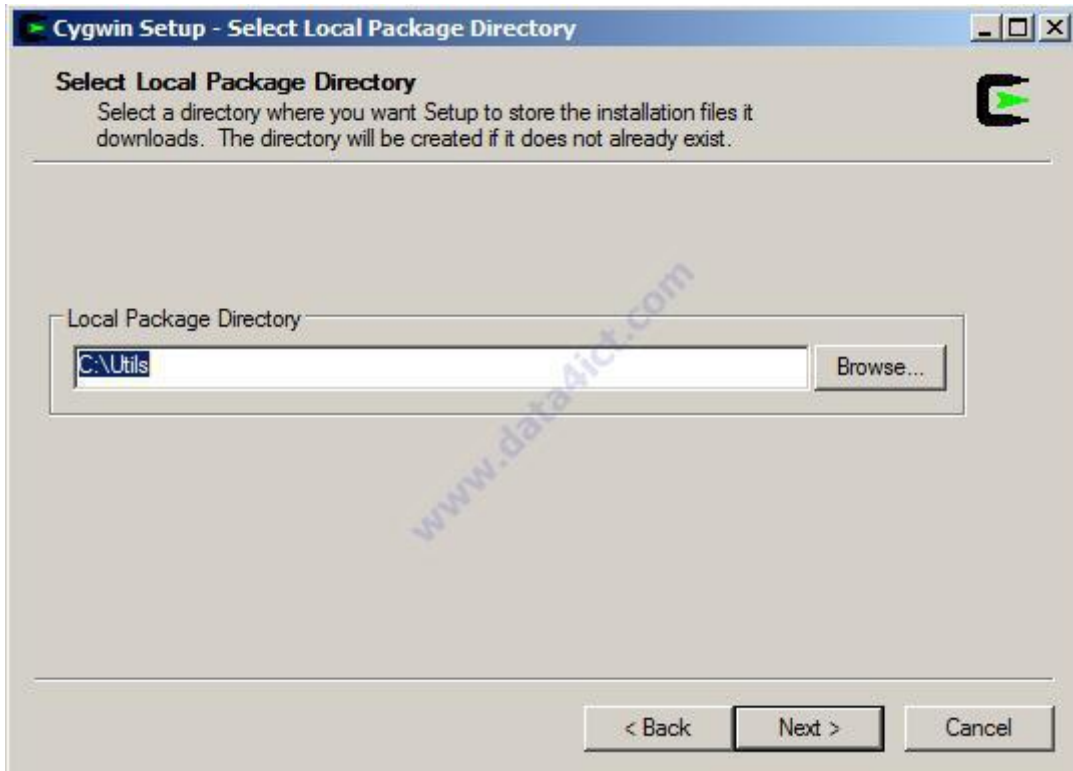 Cygwin Setup - Select Local Package Directory
Select Local Package Directory
Select a directory where you want Setup to store the installation files it
downloads. The directory will be created if it does not already exist.
Local Package Directory
C:\Utils
Browse...
www.data4ict.com
< Back
Next >
Cancel